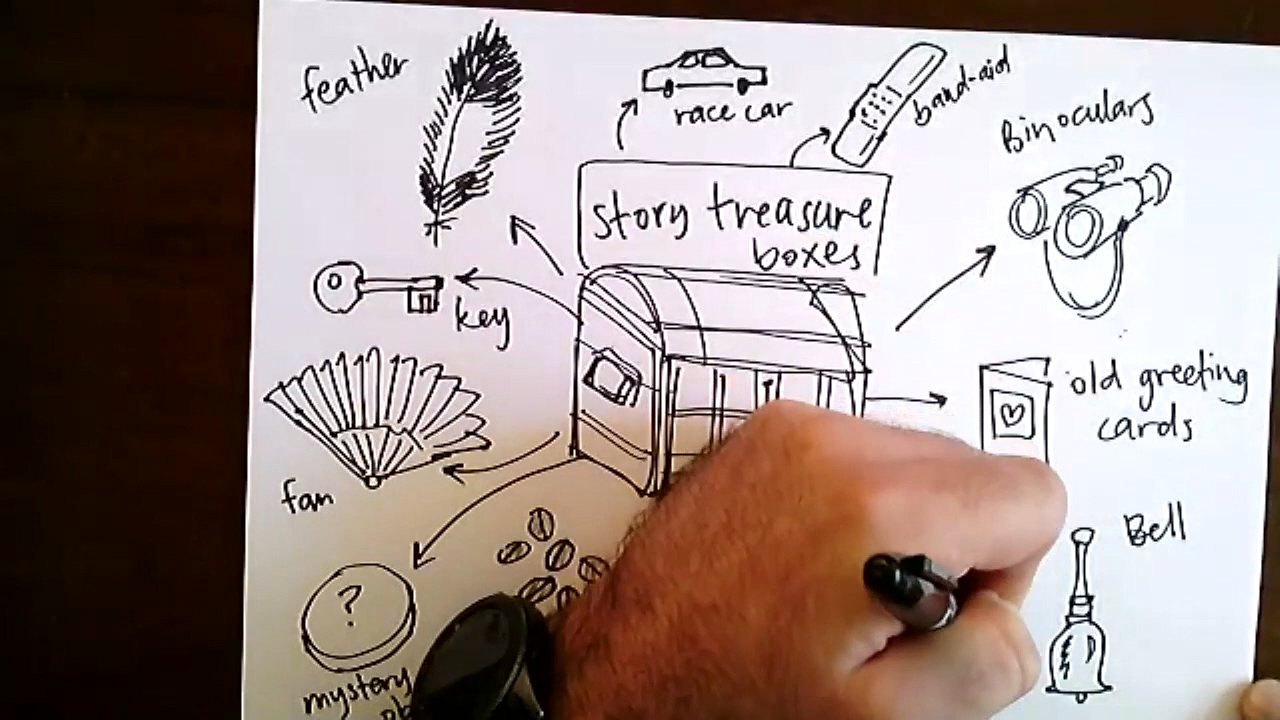 feather
race car
band-aid
Binoculars
story treasure
boxes
key
old greeting
cards
fan
Bell
?
mystery